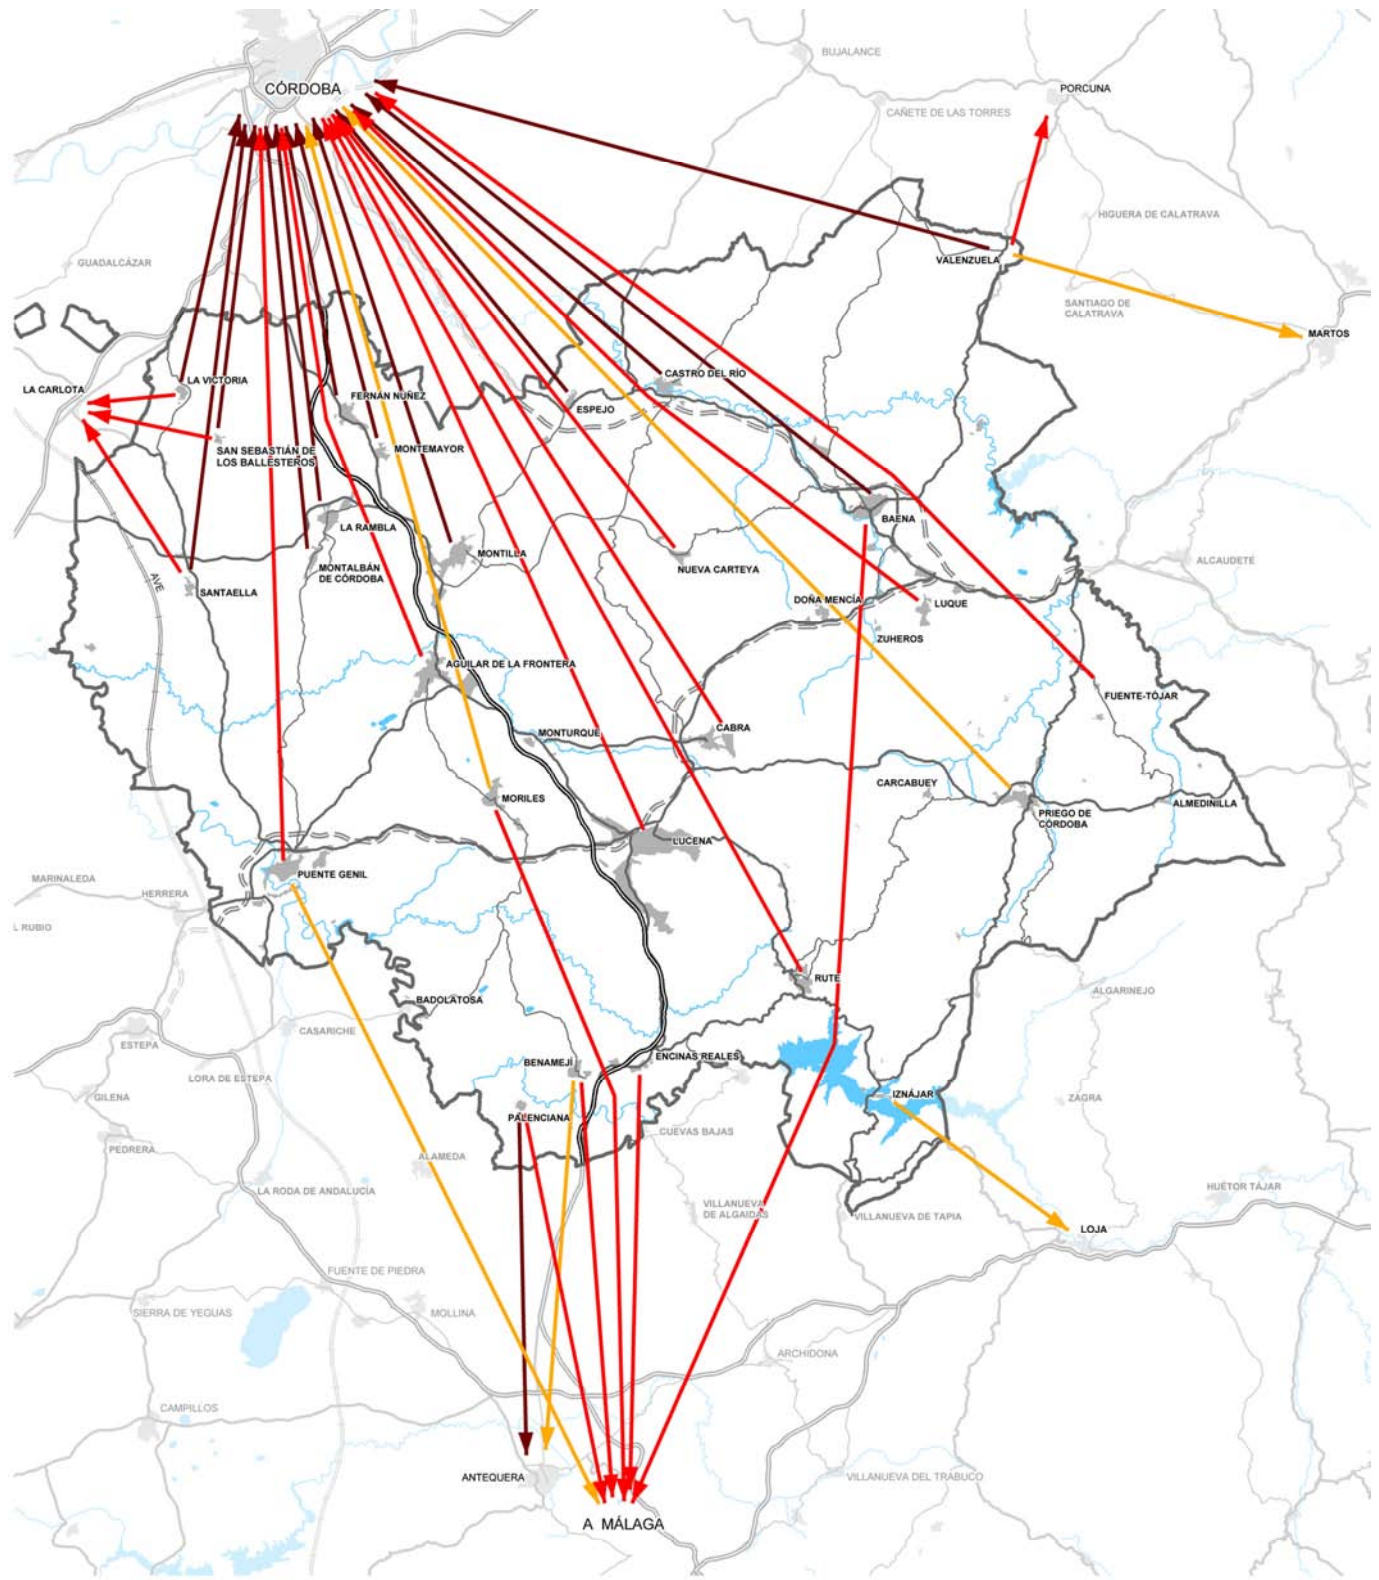 BUJALANCE
CÓRDOBA
PORCUNA
CAÑETE DE LAS TORRES
HIGUERA DE CALATRAVA
GUADALCÁZAR
VALENZUELA
SANTIAGO DE
CALATRAVA
MARTOS
LA CARLOTA
LA VICTORIA
CASTRO DEL RÍO
FERNÁN NUÑEZ
ESPEJO
SAN SEBASTIÁN DE
LOS BALLESTEROS
MONTEMAYOR
BAENA
LA RAMBLA
MONTILLA
ALCAUDETE
MONTALBÁN
DE CÓRDOBA
NUEVA CARTEYA
AVE
SANTAELLA
DOÑA MENCÍA
LUQUE
ZUHEROS
AGUILAR DE LA FRONTERA
FUENTE-TÓJAR
CABRA
MONTURQUE
CARCABUEY
MORILES
ALMEDINILLA
PRIEGO DE
CÓRDOBA
LUCENA
PUENTE GENIL
MARINALEDA
HERRERA
L RUBIO
RUTE
ALGARINEJO
BADOLATOSA
CASARICHE
ESTEPA
ENCINAS REALES
BENAMEJÍ
LORA DE ESTEPA
IZNÁJAR
GILENA
ZAGRA
PALENCIANA
CUEVAS BAJAS
PEDRERA
ALAMEDA
HUÉTOR TÁJAR
LA RODA DE ANDALUCÍA
VILLANUEVA
DE ALGAIDAS
VILLANUEVA DE TAPIA
LOJA
FUENTE DE PIEDRA
SIERRA DE YEGUAS
MOLLINA
ARCHIDONA
CAMPILLOS
ANTEQUERA
VILLANUEVA DEL TRABUCO
A MÁLAGA